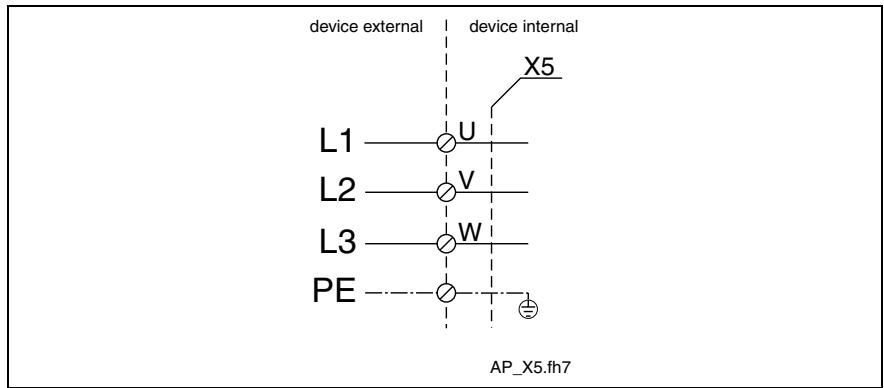 device external device internal
X5
L1 U
L2 V
L3 W
PE
AP_X5.fh7